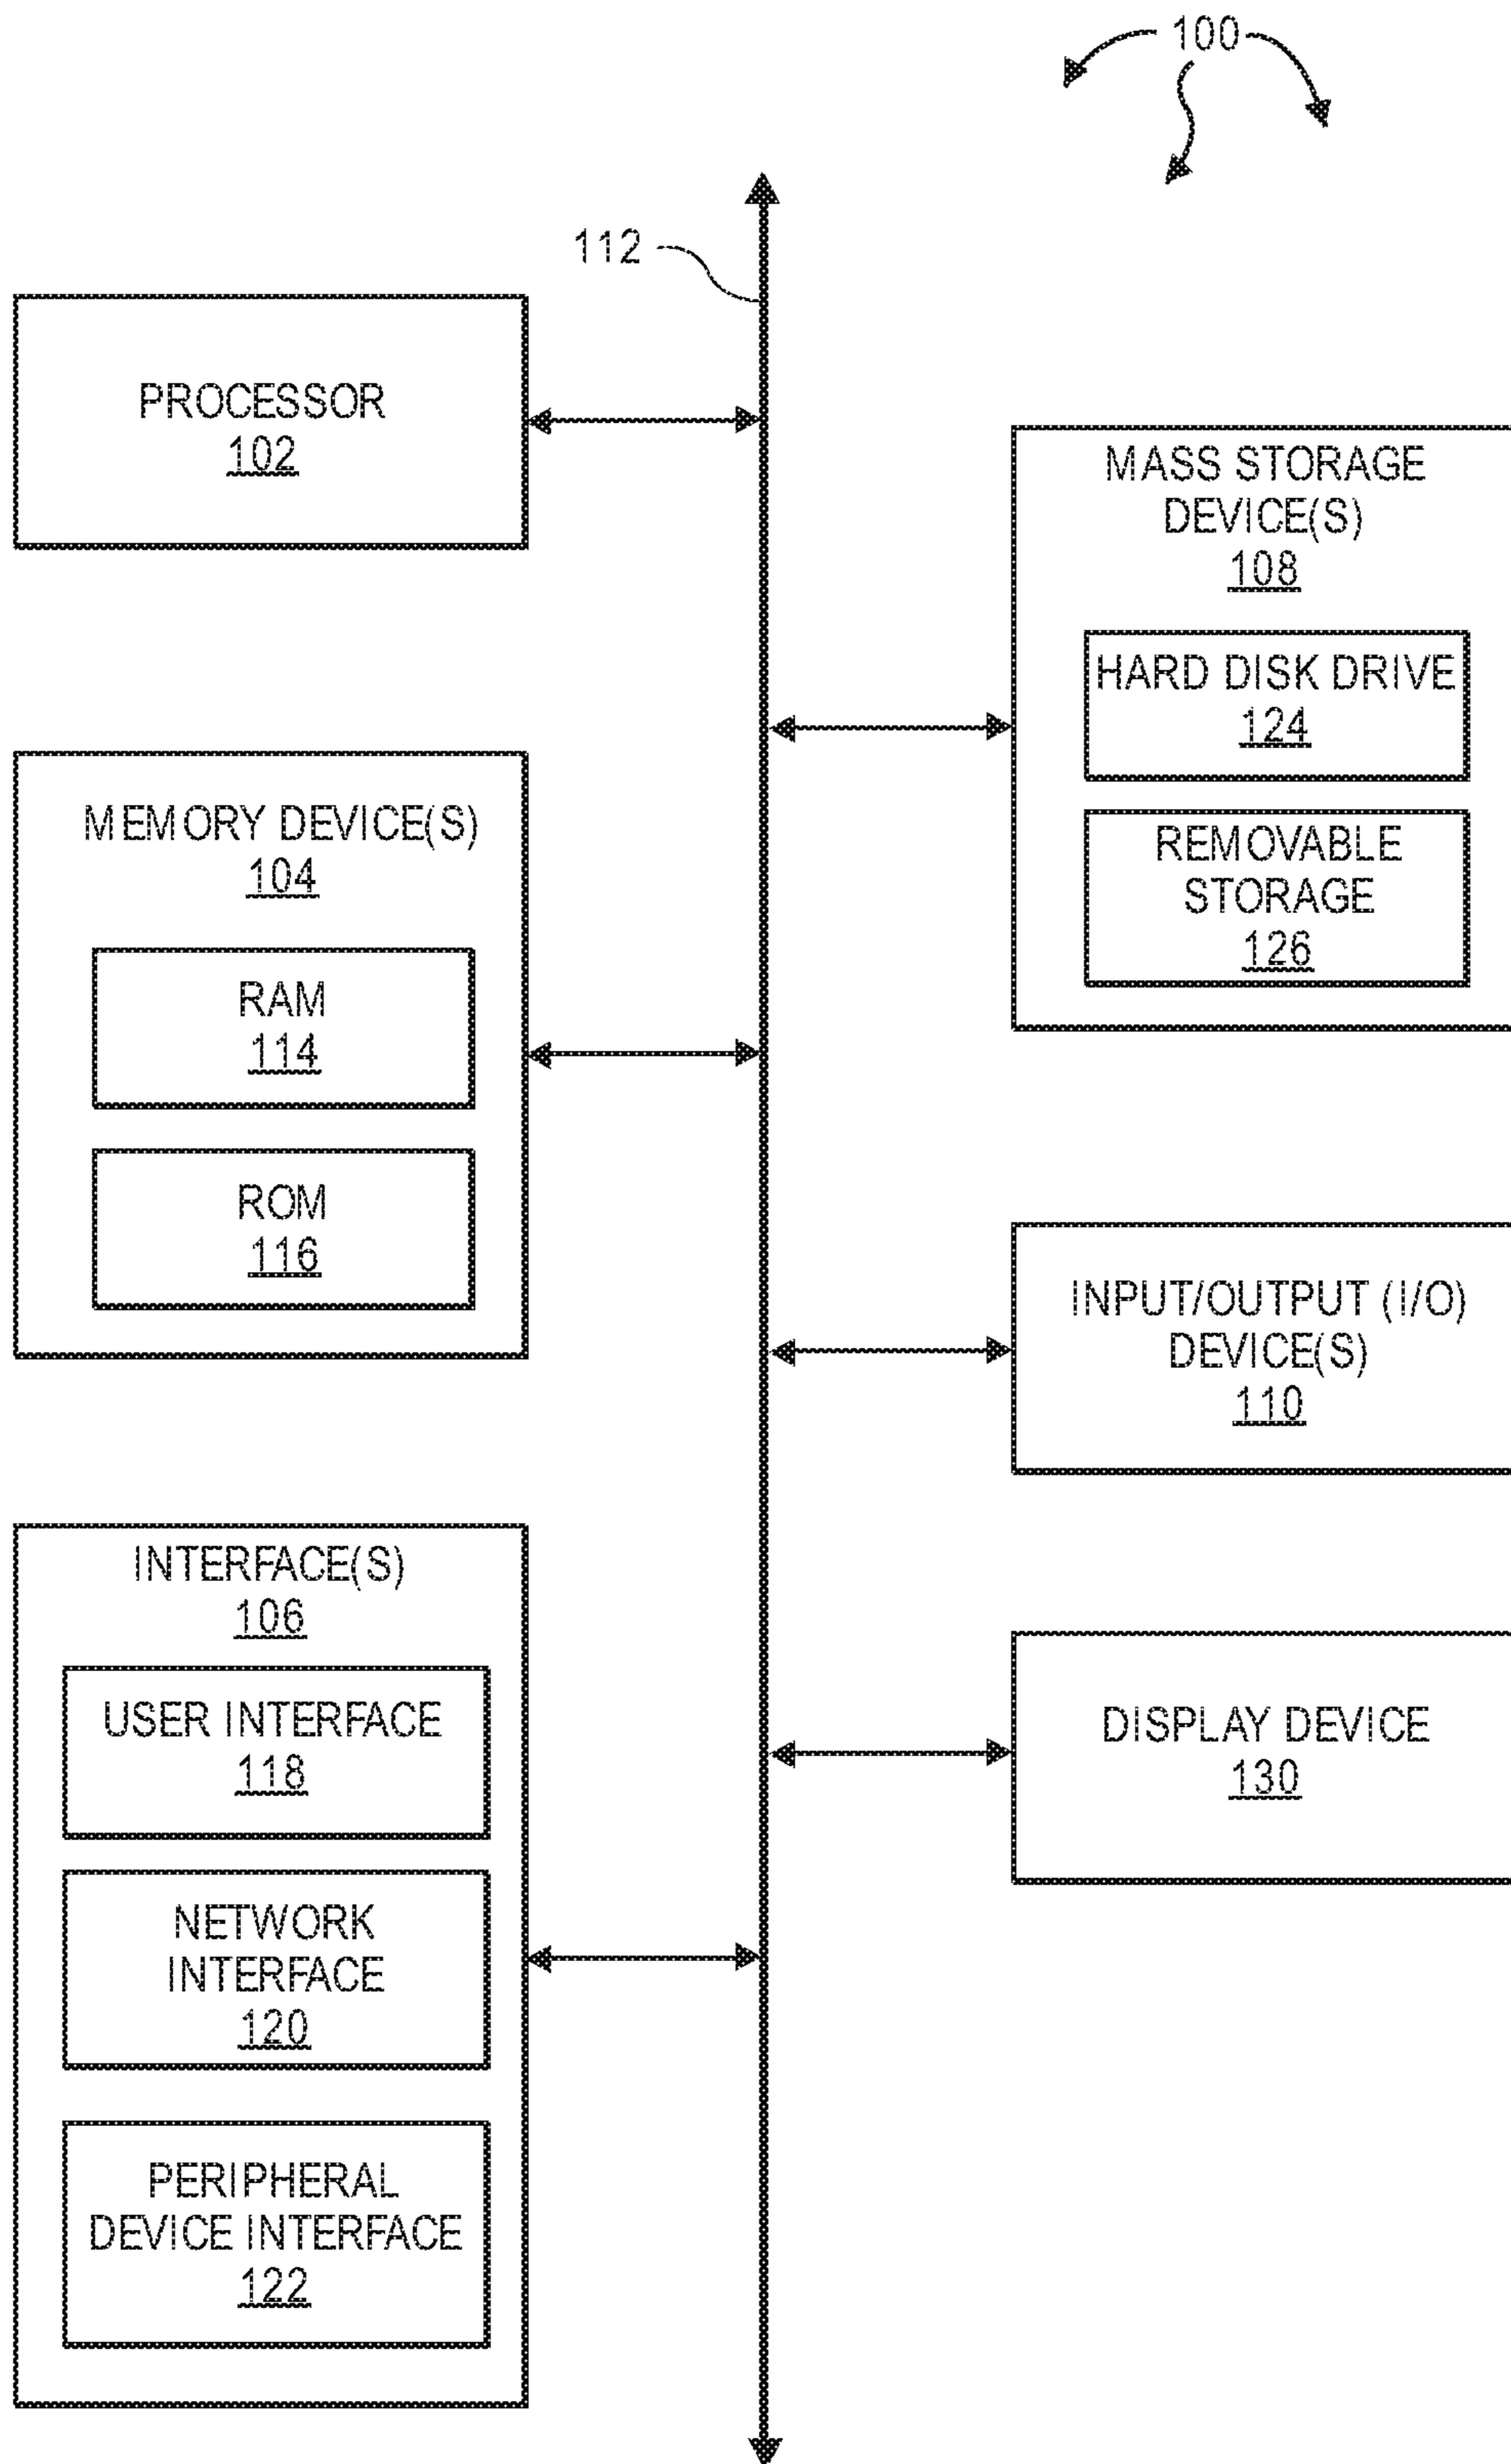 100
112
PROCESSOR
102
MASS STORAGE
DEVICE(S)
108
HARD DISK DRIVE
124
REMOVABLE
STORAGE
126
MEMORY DEVICE(S)
104
RAM
114
ROM
116
INPUT/OUTPUT (I/O)
DEVICE(S)
110
INTERFACE(S)
106
USER INTERFACE
118
NETWORK
INTERFACE
120
PERIPHERAL
DEVICE INTERFACE
122
DISPLAY DEVICE
130